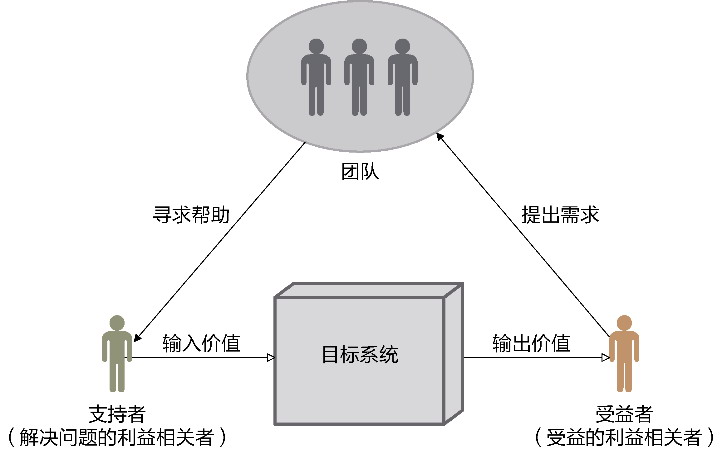 团队
寻求帮助
提出需求
输入价值
目标系统
输出价值
支持者
（解决问题的利益相关者）
受益者
（受益的利益相关者）